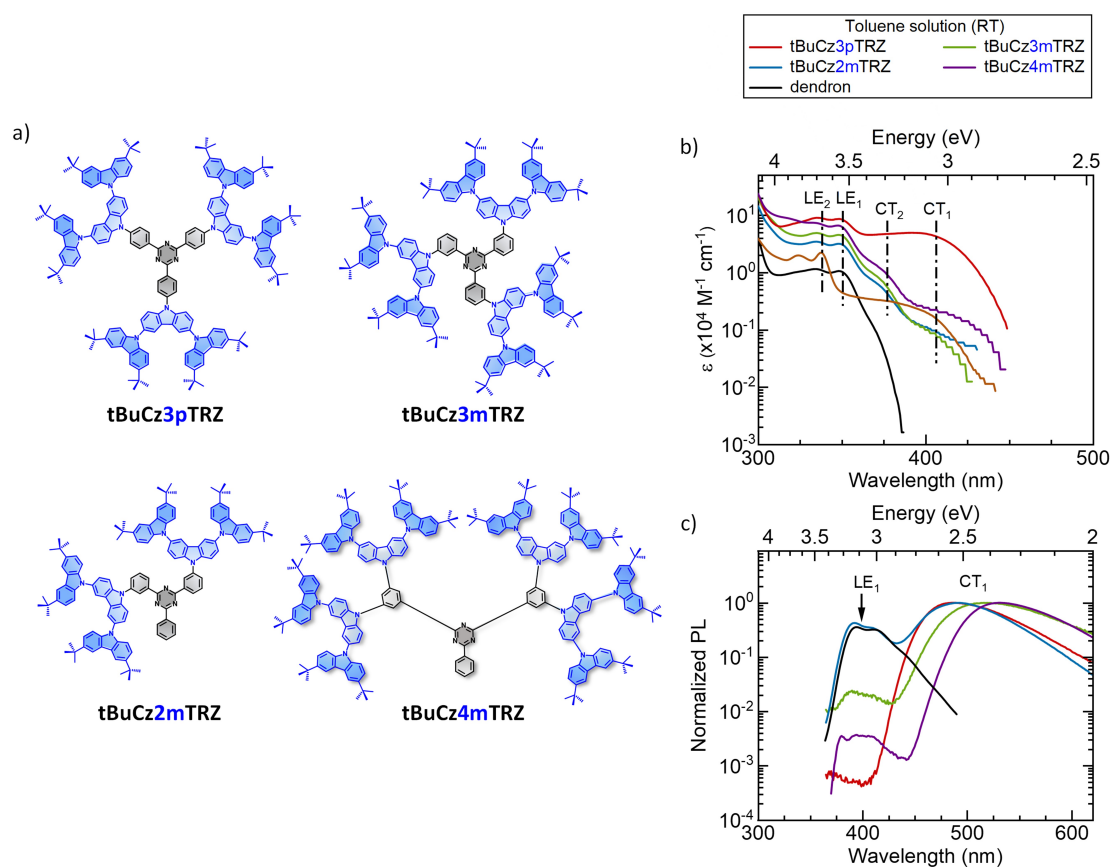 Toluene solution (RT)
tBuCz3pTRZ tBuCz3mTRZ
tBuCz2mTRZ tBuCz4mTRZ
dendron
a)
N N N N N N N N N N N N
tBuCz3pTRZ
N N N N N N N N N N N N
tBuCz3mTRZ
N N N N N N N N N
tBuCz2mTRZ
N N N N N N N N N N N N N N N
tBuCz4mTRZ
b)
Energy (eV)
4 3.5 3 2.5
LE2 LE1 CT2 CT1
ε (x10⁴ M⁻¹ cm⁻¹)
10¹
10⁰
10⁻¹
10⁻²
10⁻³
300 400 500
Wavelength (nm)
c)
Energy (eV)
4 3.5 3 2.5 2
LE1 CT1
Normalized PL
10⁰
10⁻¹
10⁻²
10⁻³
10⁻⁴
300 400 500 600
Wavelength (nm)